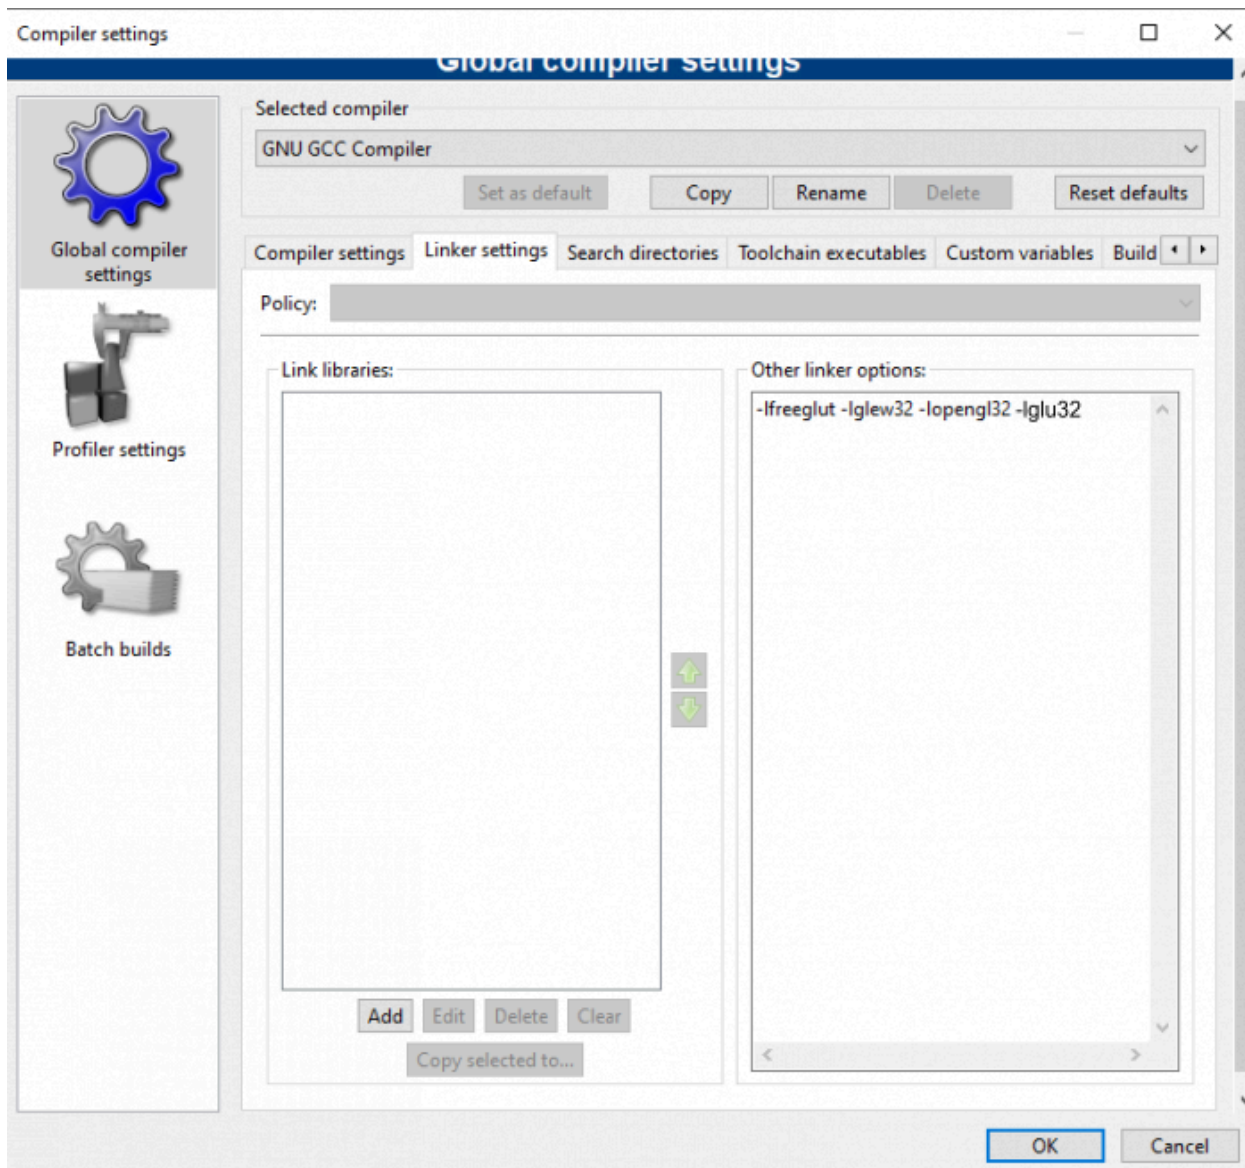 Compiler settings
Global compiler settings
Selected compiler
GNU GCC Compiler
Set as default Copy Rename Delete Reset defaults
Global compiler
settings
Compiler settings Linker settings Search directories Toolchain executables Custom variables Build
Policy:
Profiler settings
Batch builds
Link libraries:
Other linker options:
-lfreeglut -lglew32 -lopengl32 -lglu32
Add Edit Delete Clear
Copy selected to...
OK Cancel